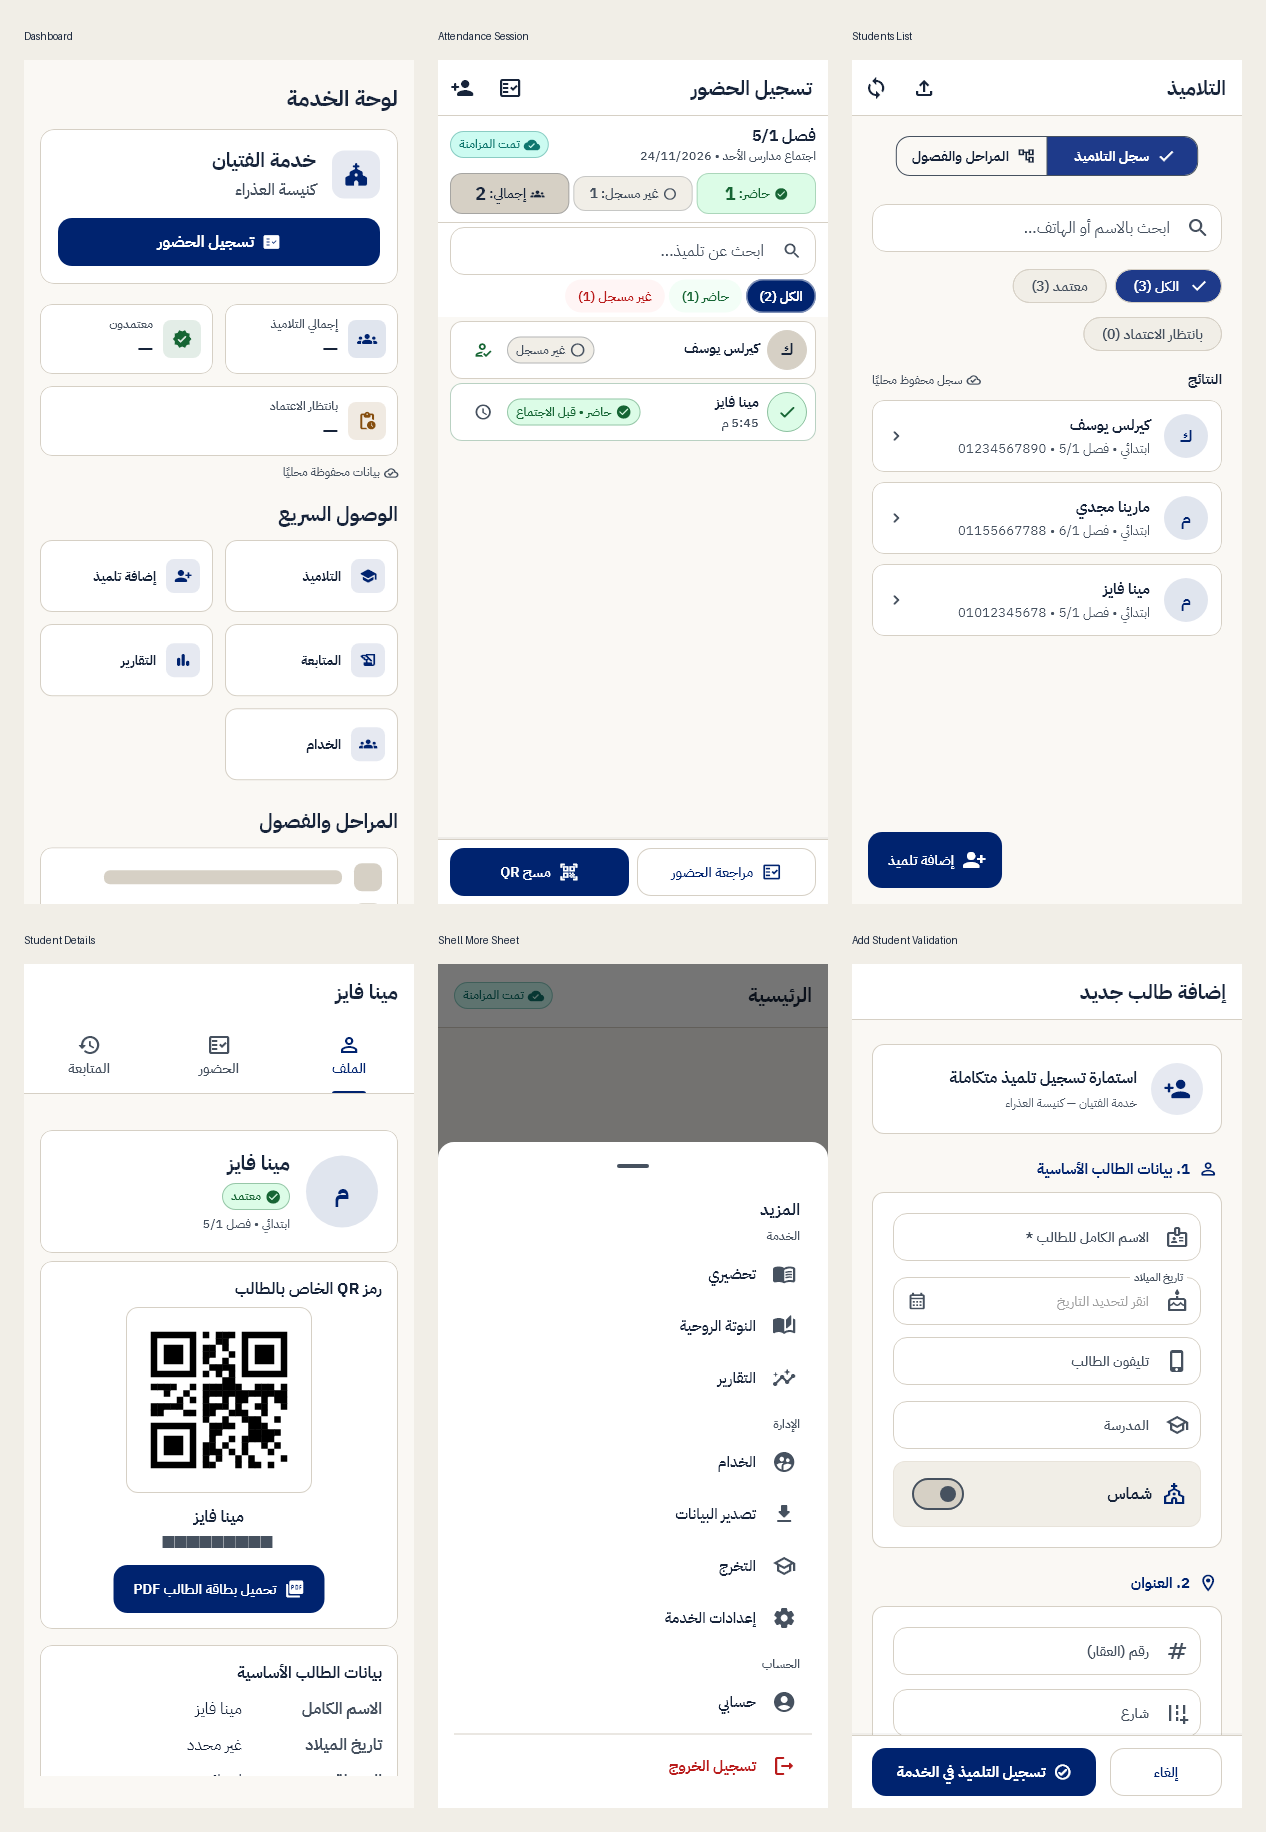 Dashboard
لوحة الخدمة
خدمة الفتيان
كنيسة العذراء
تسجيل الحضور
إجمالي التلاميذ
—
معتمدون
—
بانتظار الاعتماد
—
بيانات محفوظة محليًا
الوصول السريع
التلاميذ
إضافة تلميذ
المتابعة
التقارير
الخدام
المراحل والفصول
Attendance Session
تسجيل الحضور
فصل 5/1
تمت المزامنة
اجتماع مدارس الأحد • 24/11/2026
حاضر: 1
غير مسجل: 1
إجمالي: 2
ابحث عن تلميذ...
الكل (2)
حاضر (1)
غير مسجل (1)
ك
كيرلس يوسف
غير مسجل
مينا فايز
5:45 م
حاضر • قبل الاجتماع
مراجعة الحضور
مسح QR
Students List
التلاميذ
سجل التلاميذ
المراحل والفصول
ابحث بالاسم أو الهاتف...
الكل (3)
معتمد (3)
بانتظار الاعتماد (0)
النتائج
سجل محفوظ محليًا
ك
كيرلس يوسف
ابتدائي • فصل 5/1 • 01234567890
م
مارينا مجدي
ابتدائي • فصل 6/1 • 01155667788
م
مينا فايز
ابتدائي • فصل 5/1 • 01012345678
إضافة تلميذ
Student Details
مينا فايز
الملف
الحضور
المتابعة
م
مينا فايز
معتمد
ابتدائي • فصل 5/1
رمز QR الخاص بالطالب
مينا فايز
تحميل بطاقة الطالب PDF
بيانات الطالب الأساسية
الاسم الكامل
مينا فايز
تاريخ الميلاد
غير محدد
Shell More Sheet
الرئيسية
تمت المزامنة
المزيد
الخدمة
تحضيري
النوتة الروحية
التقارير
الإدارة
الخدام
تصدير البيانات
التخرج
إعدادات الخدمة
الحساب
حسابي
تسجيل الخروج
Add Student Validation
إضافة طالب جديد
استمارة تسجيل تلميذ متكاملة
خدمة الفتيان — كنيسة العذراء
1. بيانات الطالب الأساسية
الاسم الكامل للطالب *
تاريخ الميلاد
انقر لتحديد التاريخ
تليفون الطالب
المدرسة
شماس
2. العنوان
رقم (العقار)
شارع
إلغاء
تسجيل التلميذ في الخدمة